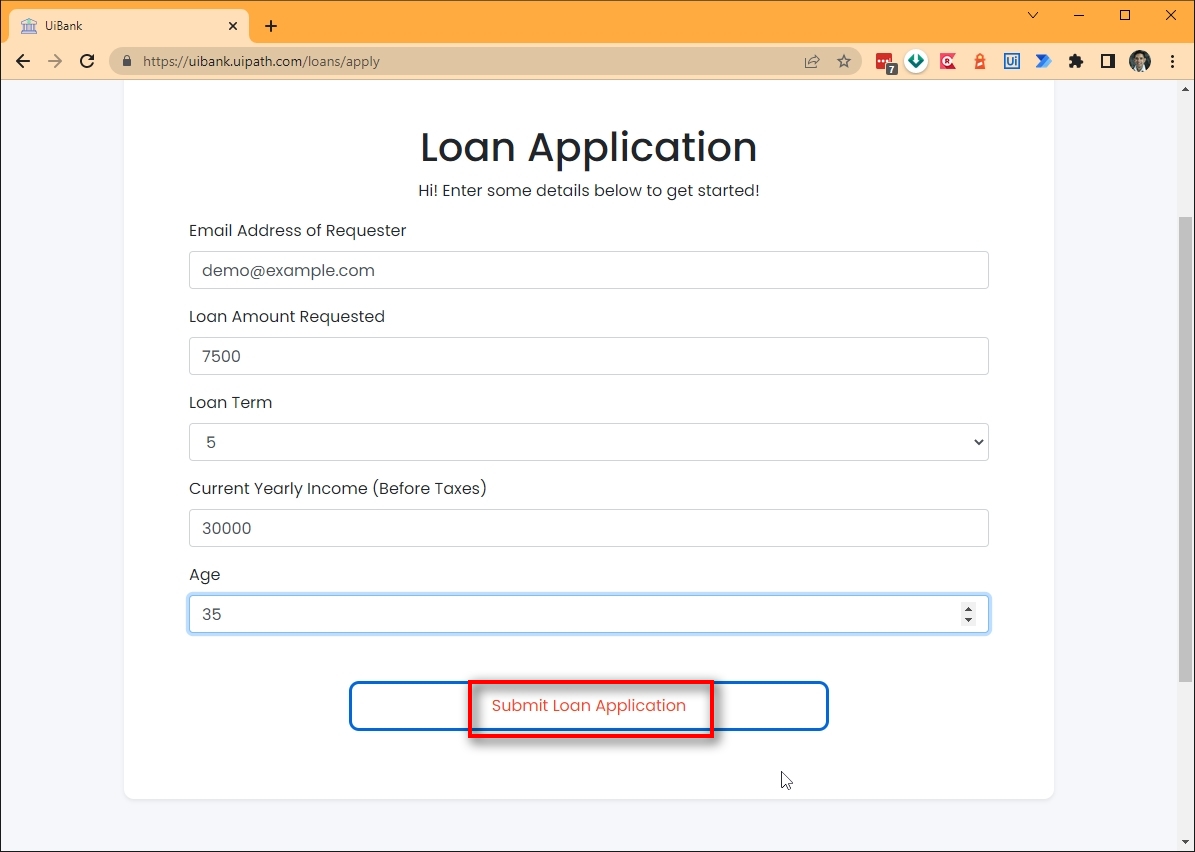 UiBank
https://uibank.uipath.com/loans/apply
7
Ui
Loan Application
Hi! Enter some details below to get started!
Email Address of Requester
demo@example.com
Loan Amount Requested
7500
Loan Term
5
Current Yearly Income (Before Taxes)
30000
Age
35
Submit Loan Application